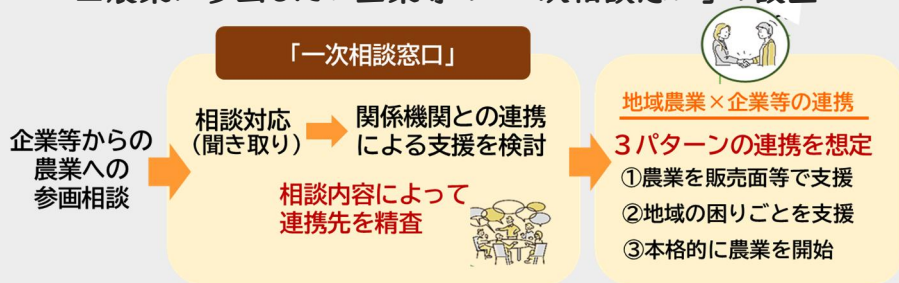 「一次相談窓口」
企業等からの
農業への
参画相談
相談対応
（聞き取り）
関係機関との連携
による支援を検討
相談内容によって
連携先を精査
地域農業×企業等の連携
３パターンの連携を想定
①農業を販売面等で支援
②地域の困りごとを支援
③本格的に農業を開始